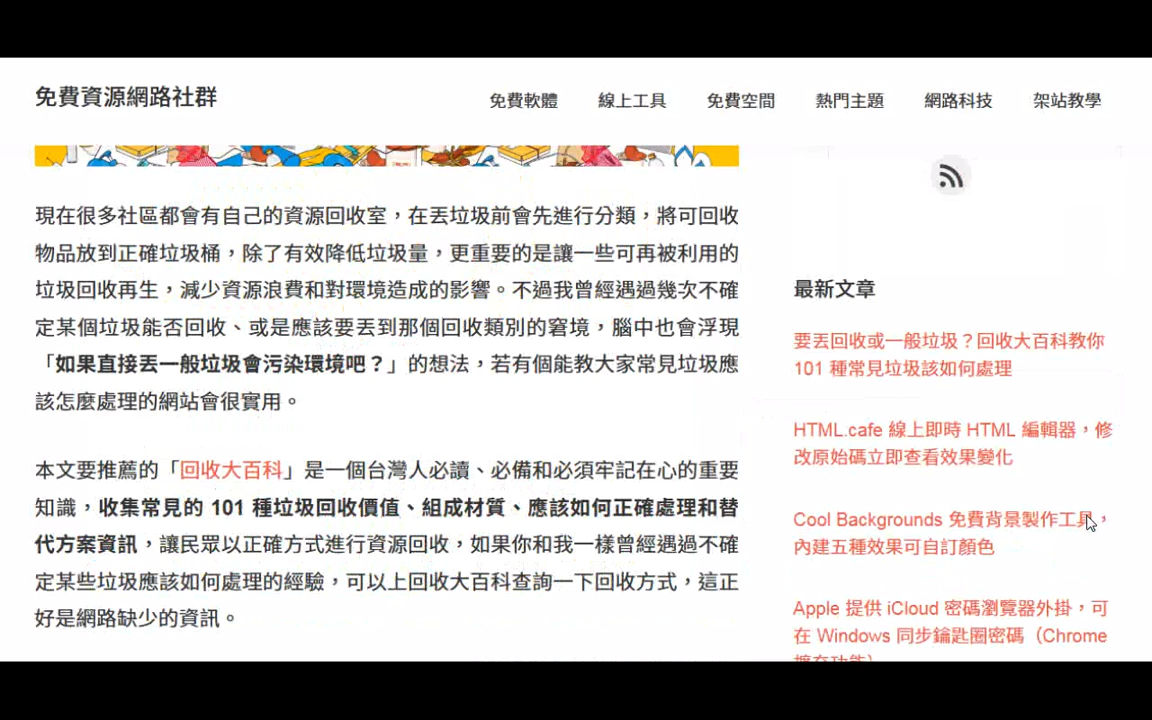 免費資源網路社群
免費軟體
線上工具
免費空間
熱門主題
網路科技
架站教學
現在很多社區都會有自己的資源回收室，在丟垃圾前會先進行分類，將可回收
物品放到正確垃圾桶，除了有效降低垃圾量，更重要的是讓一些可再被利用的
垃圾回收再生，減少資源浪費和對環境造成的影響。不過我曾經遇過幾次不確
定某個垃圾能否回收、或是應該要丟到那個回收類別的窘境，腦中也會浮現
「如果直接丟一般垃圾會污染環境吧？」的想法，若有個能教大家常見垃圾應
該怎麼處理的網站會很實用。
本文要推薦的「回收大百科」是一個台灣人必讀、必備和必須牢記在心的重要
知識，收集常見的 101 種垃圾回收價值、組成材質、應該如何正確處理和替
代方案資訊，讓民眾以正確方式進行資源回收，如果你和我一樣曾經遇過不確
定某些垃圾應該如何處理的經驗，可以上回收大百科查詢一下回收方式，這正
好是網路缺少的資訊。
最新文章
要丟回收或一般垃圾？回收大百科教你
101 種常見垃圾該如何處理
HTML.cafe 線上即時 HTML 編輯器，修
改原始碼立即查看效果變化
Cool Backgrounds 免費背景製作工具，
內建五種效果可自訂顏色
Apple 提供 iCloud 密碼瀏覽器外掛，可
在 Windows 同步鑰匙圈密碼（Chrome
擴充功能）